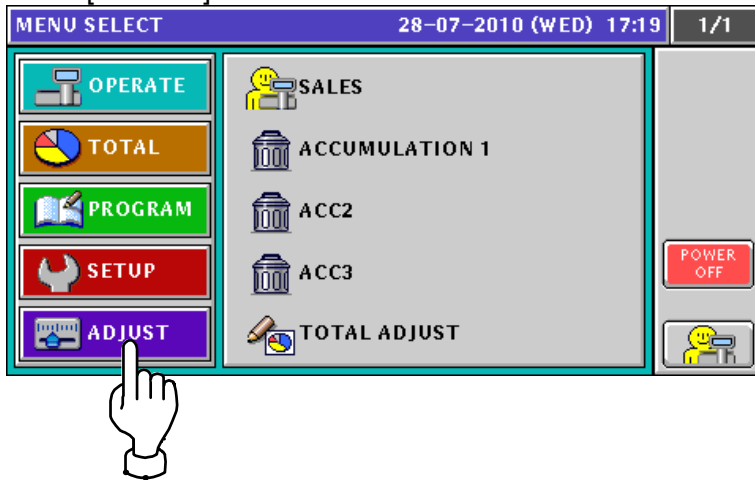 MENU SELECT 28-07-2010 (WED) 17:19 1/1
OPERATE
TOTAL
PROGRAM
SETUP
ADJUST
SALES
ACCUMULATION 1
ACC2
ACC3
TOTAL ADJUST
POWER
OFF